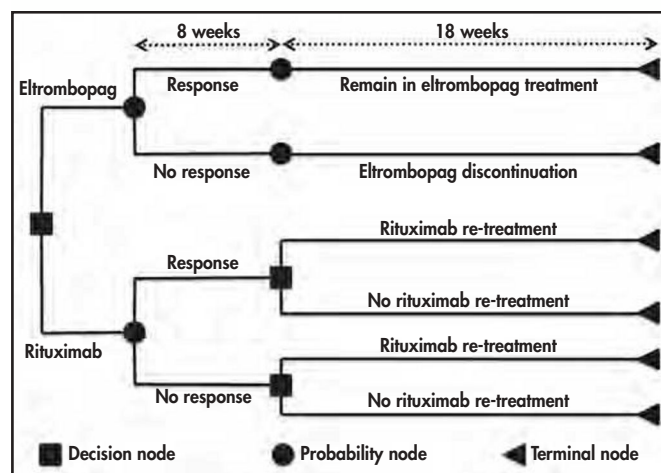 8 weeks 18 weeks
Eltrombopag
Response Remain in eltrombopag treatment
No response Eltrombopag discontinuation
Rituximab re-treatment
Response
No rituximab re-treatment
Rituximab re-treatment
Rituximab
No response No rituximab re-treatment
Decision node Probability node Terminal node